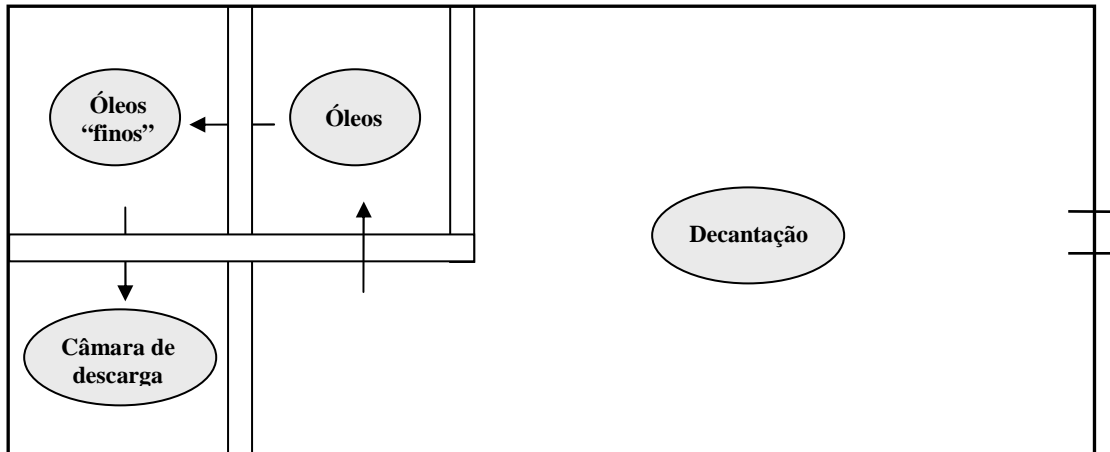 Óleos
“finos”
Óleos
Decantação
Câmara de
descarga